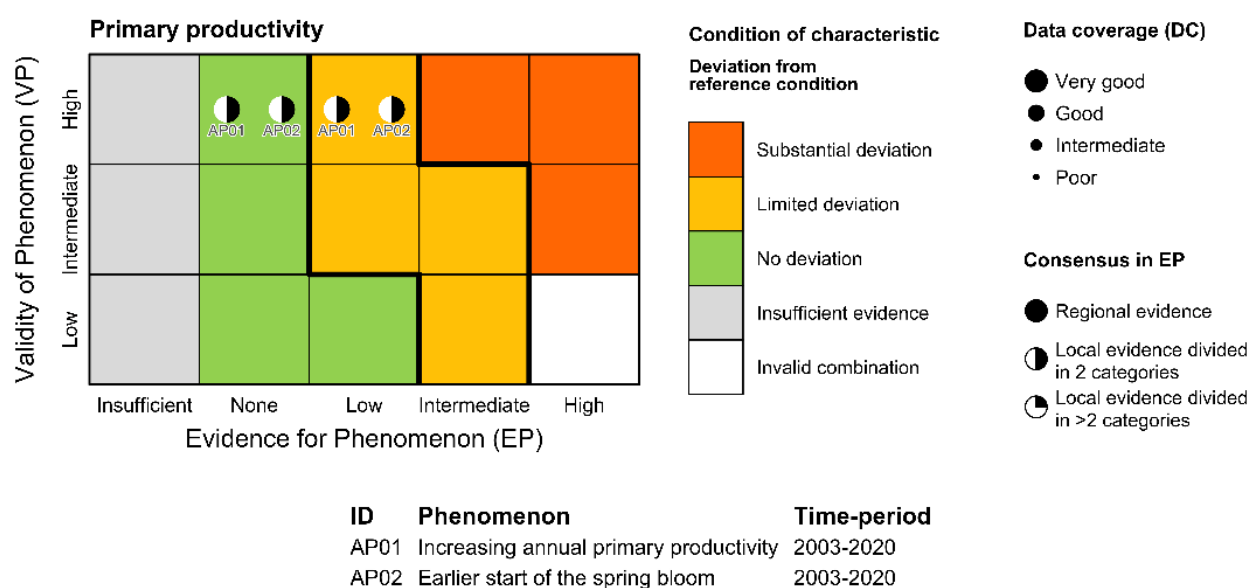 Primary productivity
Validity of Phenomenon (VP)
High
Intermediate
Low
AP01 AP02 AP01 AP02
Insufficient None Low Intermediate High
Evidence for Phenomenon (EP)
Condition of characteristic
Deviation from
reference condition
Substantial deviation
Limited deviation
No deviation
Insufficient evidence
Invalid combination
Data coverage (DC)
Very good
Good
Intermediate
Poor
Consensus in EP
Regional evidence
Local evidence divided
in 2 categories
Local evidence divided
in >2 categories
ID Phenomenon Time-period
AP01 Increasing annual primary productivity 2003-2020
AP02 Earlier start of the spring bloom 2003-2020